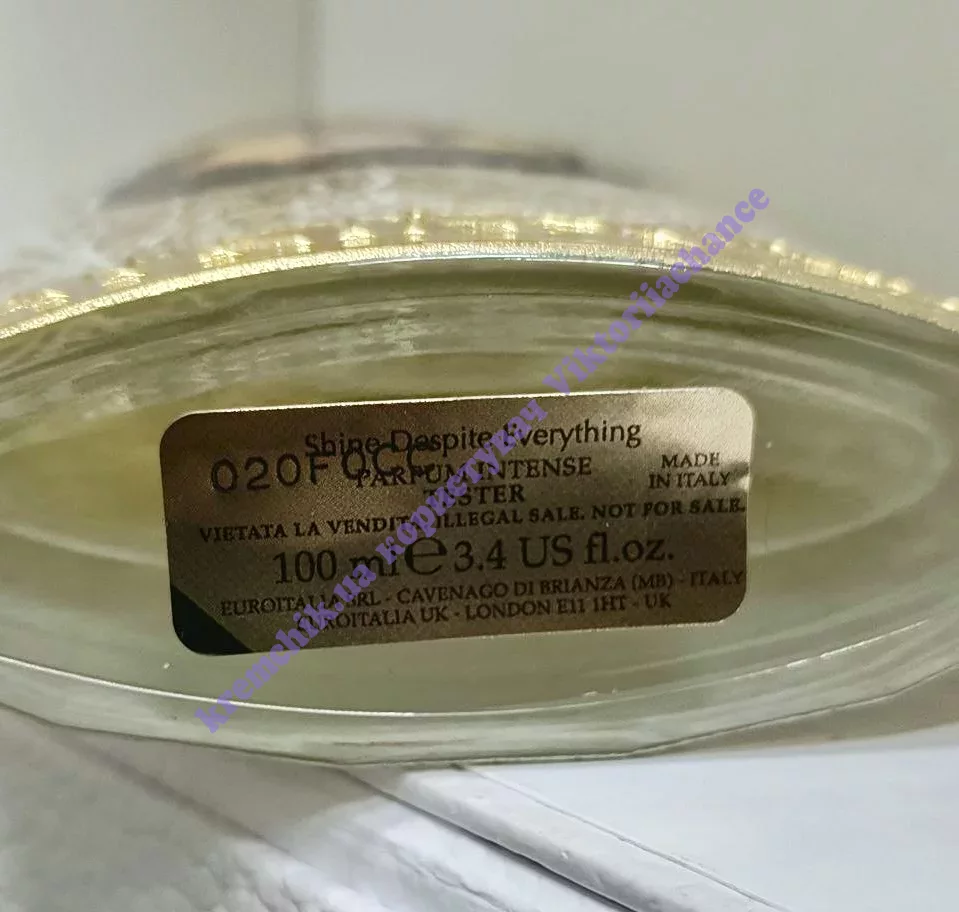 Shine Despite Everything
020F0CC
PARFUM INTENSE
TESTER
MADE
IN ITALY
VIETATA LA VENDITA. ILLEGAL SALE. NOT FOR SALE.
100 ml e 3.4 US fl.oz.
EUROITALIA SRL - CAVENAGO DI BRIANZA (MB) - ITALY
EUROITALIA UK - LONDON E11 1HT - UK
kremchik.ua користувач Viktoriiachance